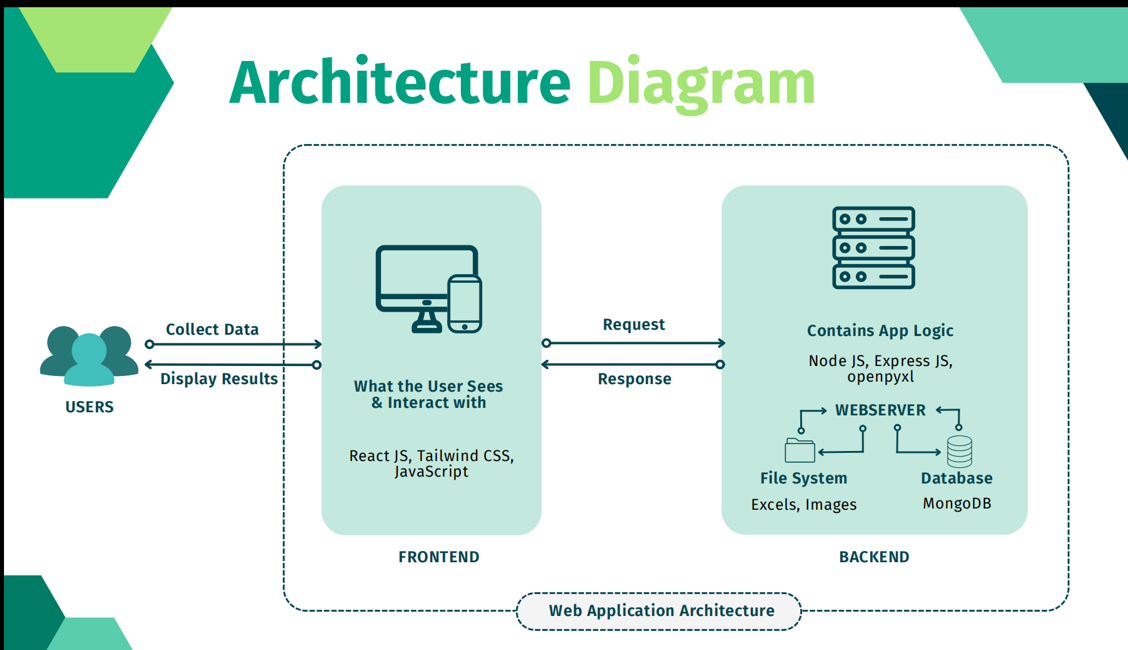 Architecture Diagram
Collect Data
Display Results
USERS
What the User Sees
& Interact with
React JS, Tailwind CSS,
JavaScript
FRONTEND
Request
Response
Contains App Logic
Node JS, Express JS,
openpyxl
WEBSERVER
File System
Excels, Images
Database
MongoDB
BACKEND
Web Application Architecture